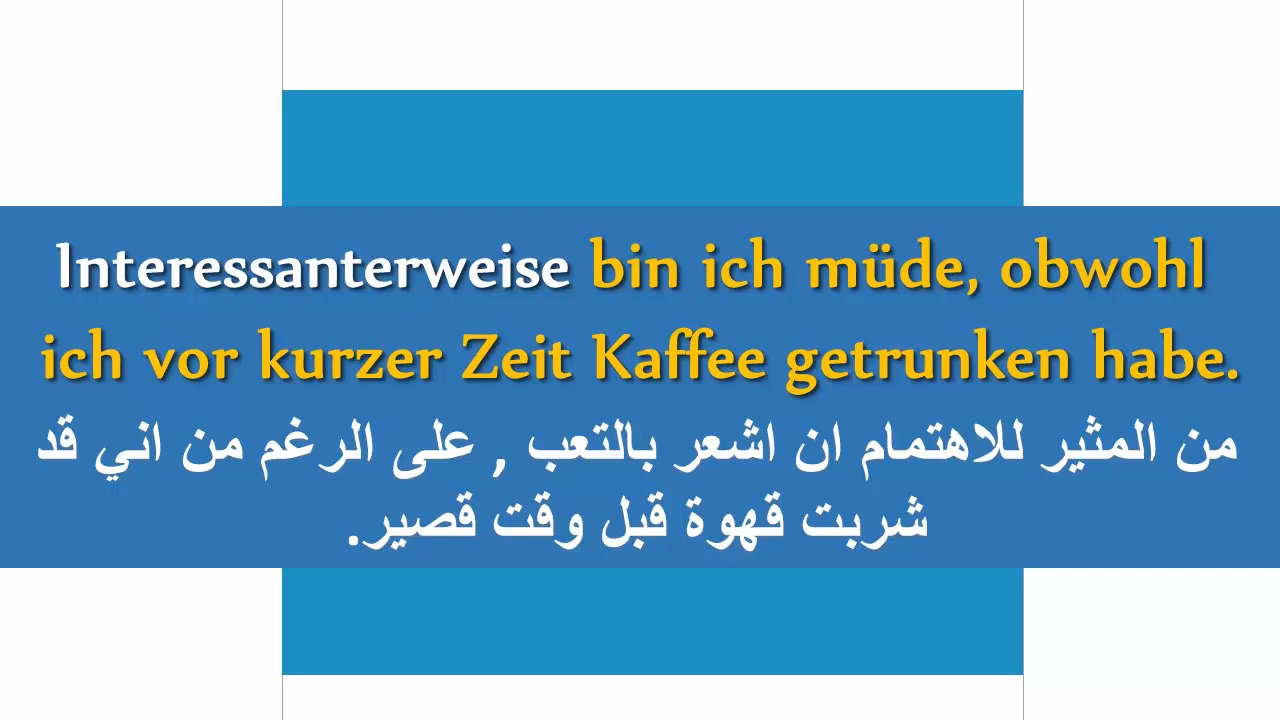 Interessanterweise bin ich müde, obwohl
ich vor kurzer Zeit Kaffee getrunken habe.
من المثير للاهتمام ان اشعر بالتعب , على الرغم من اني قد
شربت قهوة قبل وقت قصير.